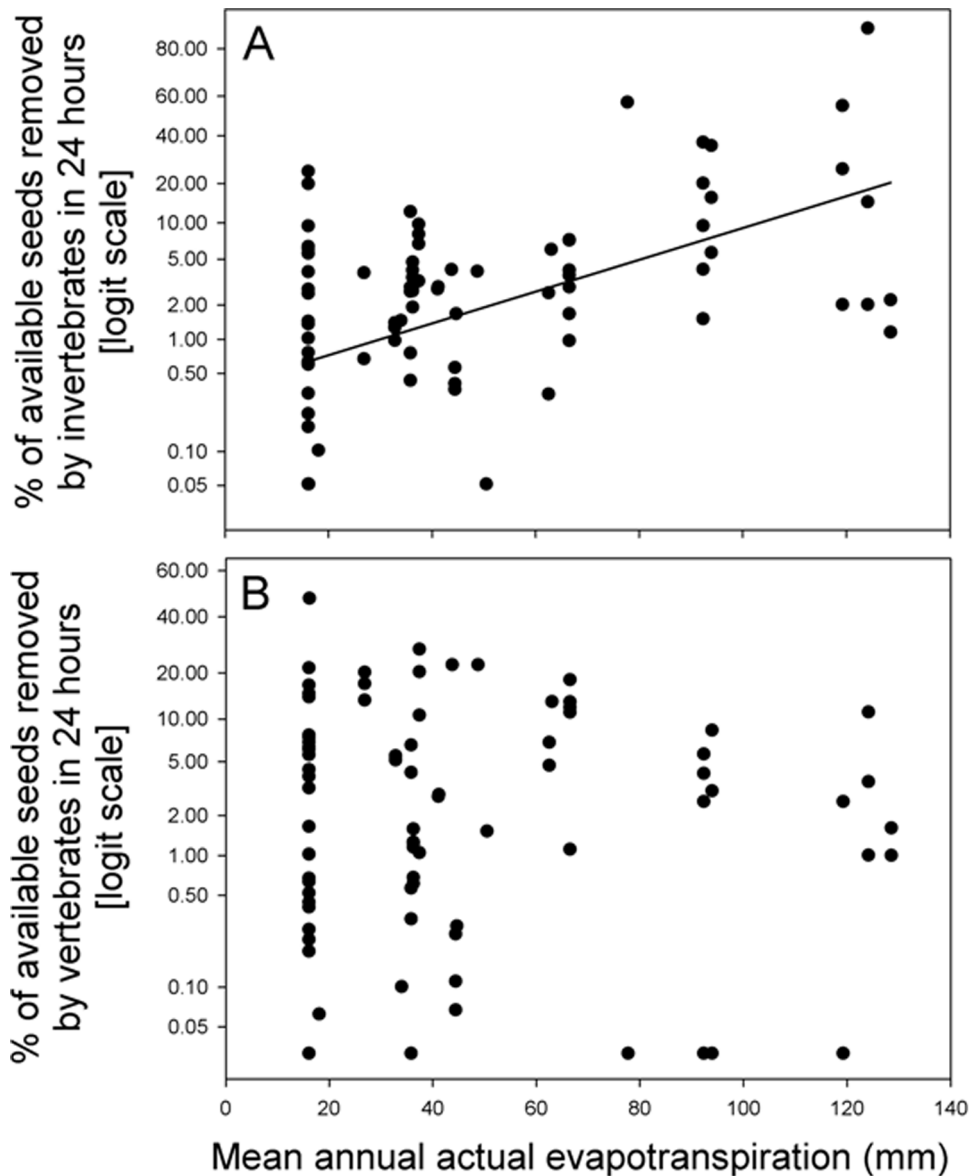 A
% of available seeds removed
by invertebrates in 24 hours
[logit scale]
80.00
60.00
40.00
20.00
10.00
5.00
2.00
1.00
0.50
0.10
0.05
B
% of available seeds removed
by vertebrates in 24 hours
[logit scale]
60.00
40.00
20.00
10.00
5.00
2.00
1.00
0.50
0.10
0.05
0 20 40 60 80 100 120 140
Mean annual actual evapotranspiration (mm)